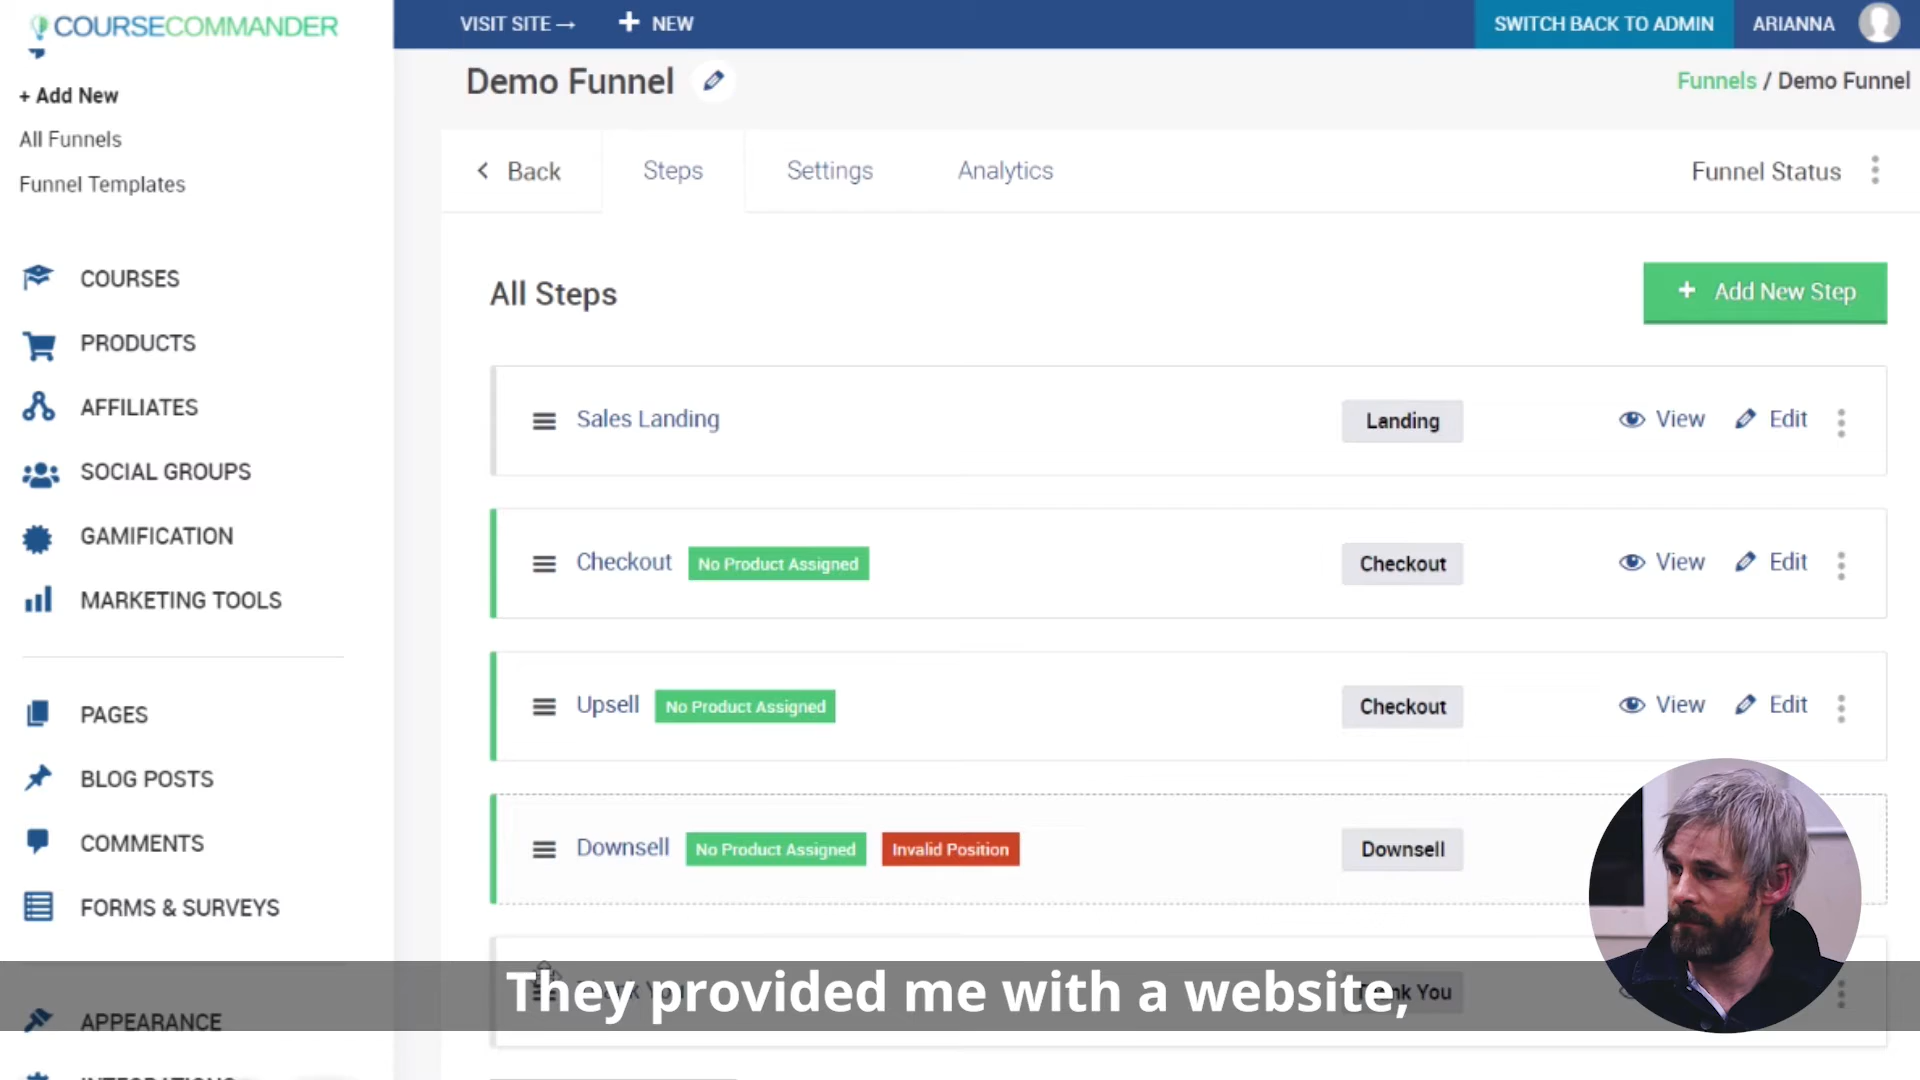 COURSECOMMANDER
VISIT SITE→
+ NEW
SWITCH BACK TO ADMIN
ARIANNA
+ Add New
All Funnels
Funnel Templates
COURSES
PRODUCTS
AFFILIATES
SOCIAL GROUPS
GAMIFICATION
MARKETING TOOLS
PAGES
BLOG POSTS
COMMENTS
FORMS & SURVEYS
APPEARANCE
Demo Funnel
Funnels / Demo Funnel
Back
Steps
Settings
Analytics
Funnel Status
All Steps
+ Add New Step
Sales Landing
Landing
View
Edit
Checkout
No Product Assigned
Checkout
View
Edit
Upsell
No Product Assigned
Checkout
View
Edit
Downsell
No Product Assigned
Invalid Position
Downsell
They provided me with a website,